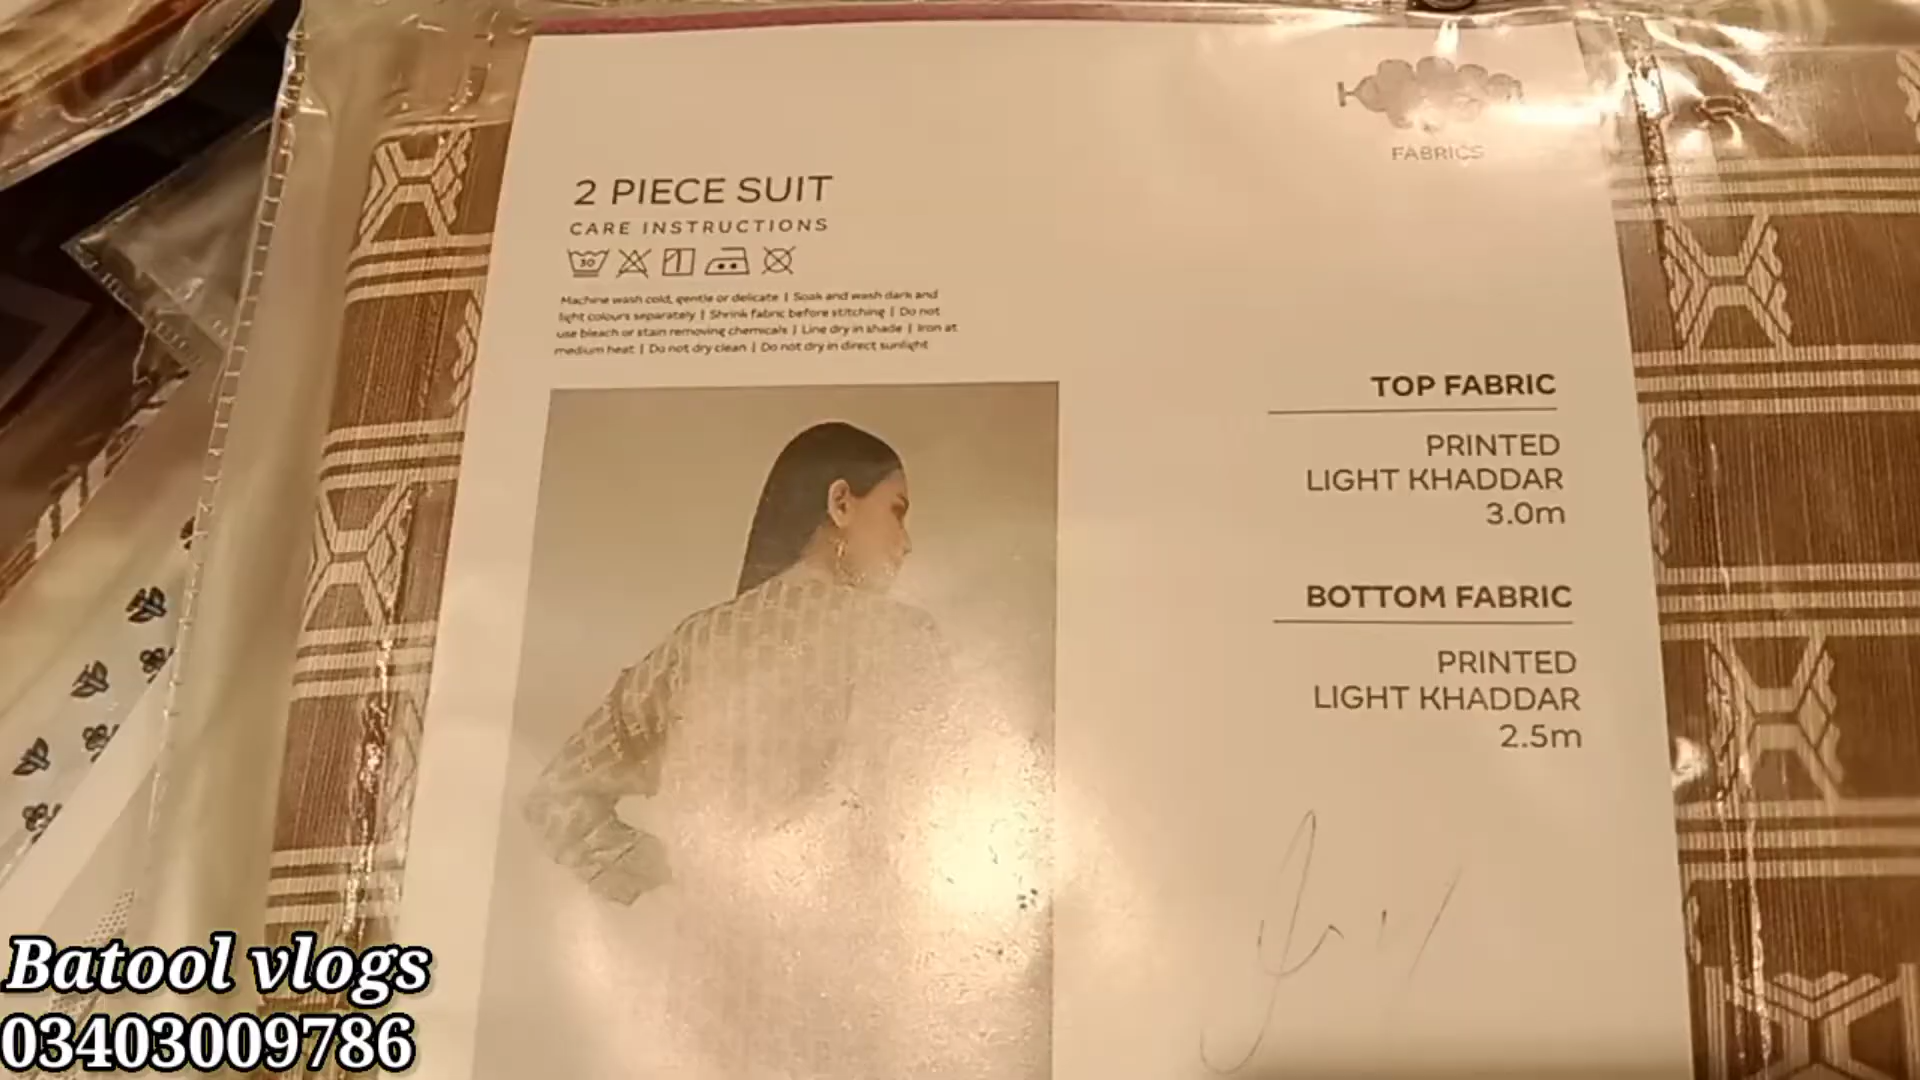 FABRICS
2 PIECE SUIT
CARE INSTRUCTIONS
30
Machine wash cold, gentle or delicate | Soak and wash dark and
light colours separately | Shrink fabric before stitching | Do not
use bleach or stain removing chemicals | Line dry in shade | Iron at
medium heat | Do not dry clean | Do not dry in direct sunlight
TOP FABRIC
PRINTED
LIGHT KHADDAR
3.0m
BOTTOM FABRIC
PRINTED
LIGHT KHADDAR
2.5m
Batool vlogs
03403009786